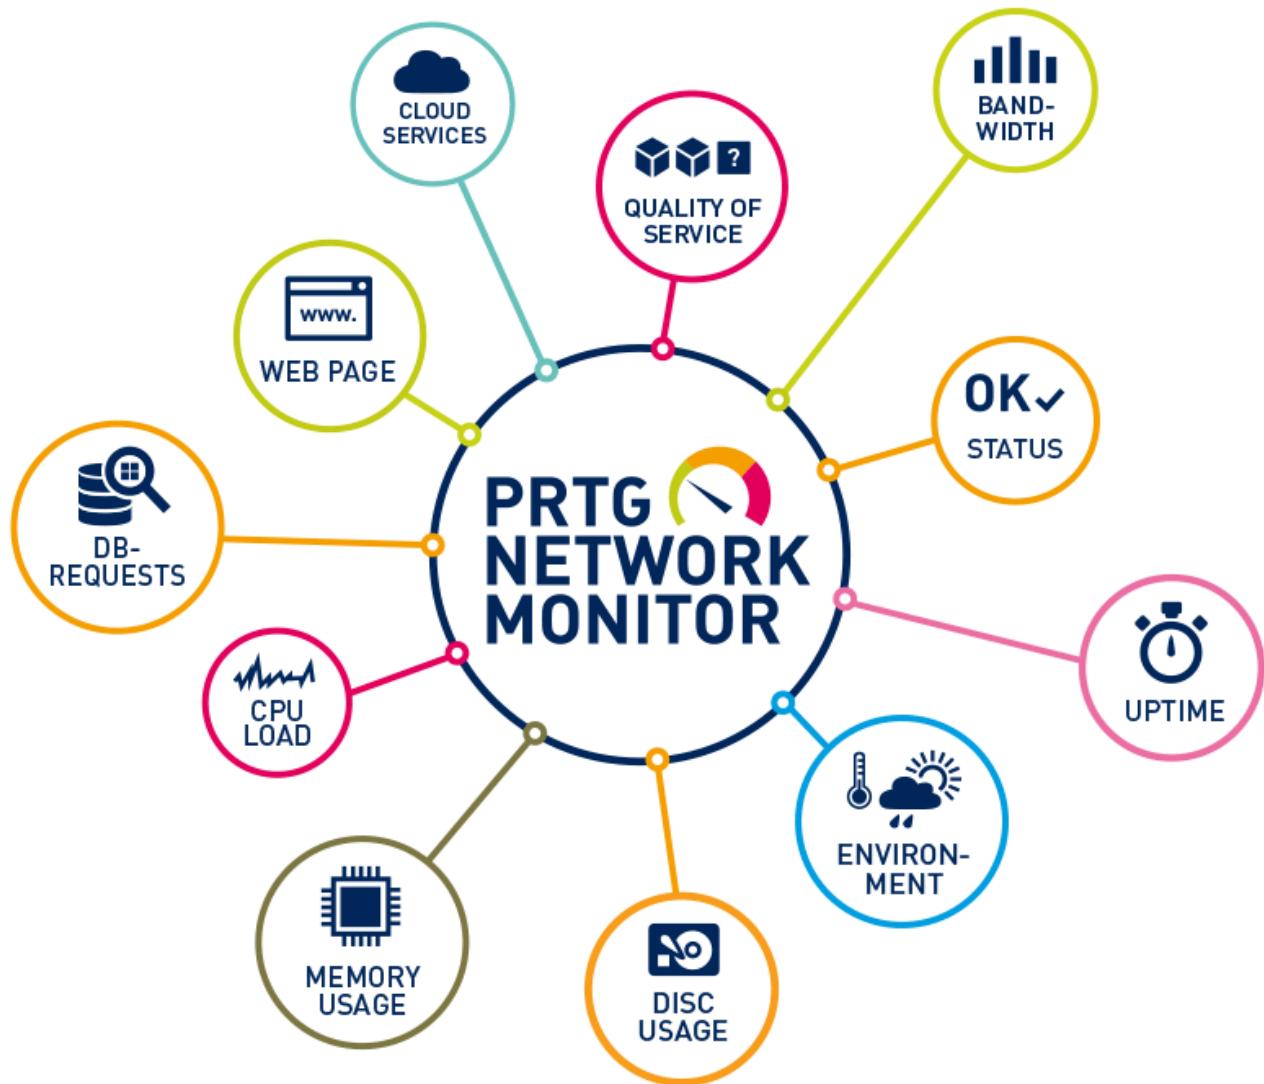 CLOUD
SERVICES
?
QUALITY OF
SERVICE
BAND-
WIDTH
www.
WEB PAGE
OK
STATUS
DB-
REQUESTS
PRTG
NETWORK
MONITOR
UPTIME
CPU
LOAD
ENVIRON-
MENT
MEMORY
USAGE
DISC
USAGE